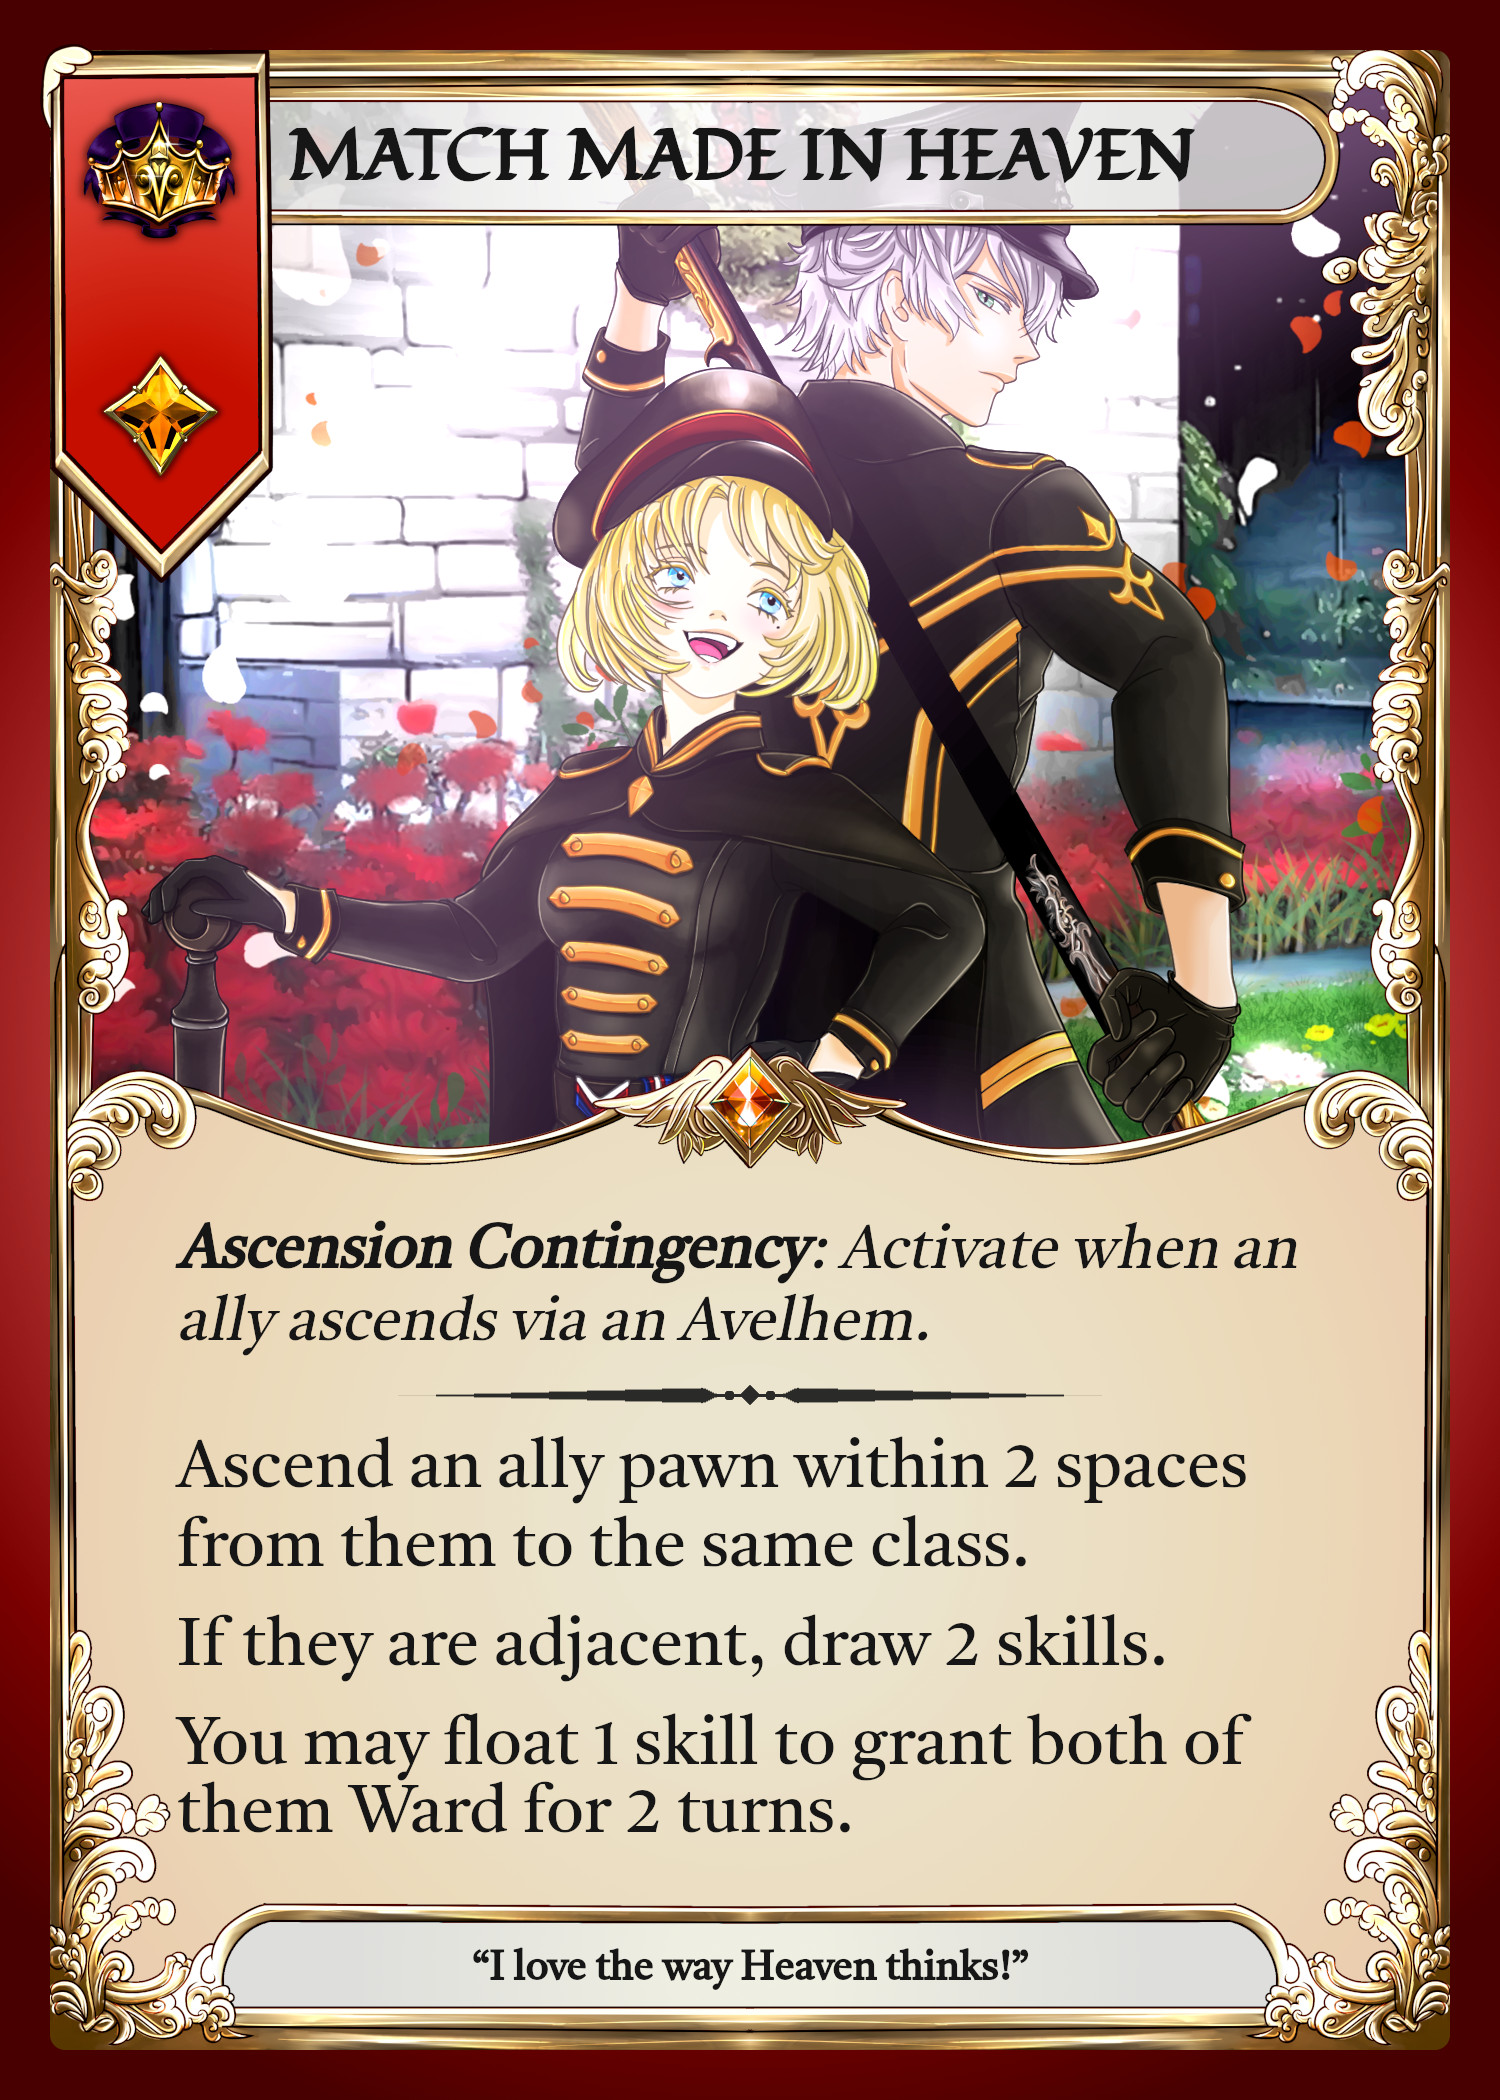 MATCH MADE IN HEAVEN
Ascension Contingency: Activate when an
ally ascends via an Avelhem.
Ascend an ally pawn within 2 spaces
from them to the same class.
If they are adjacent, draw 2 skills.
You may float 1 skill to grant both of
them Ward for 2 turns.
“I love the way Heaven thinks!”